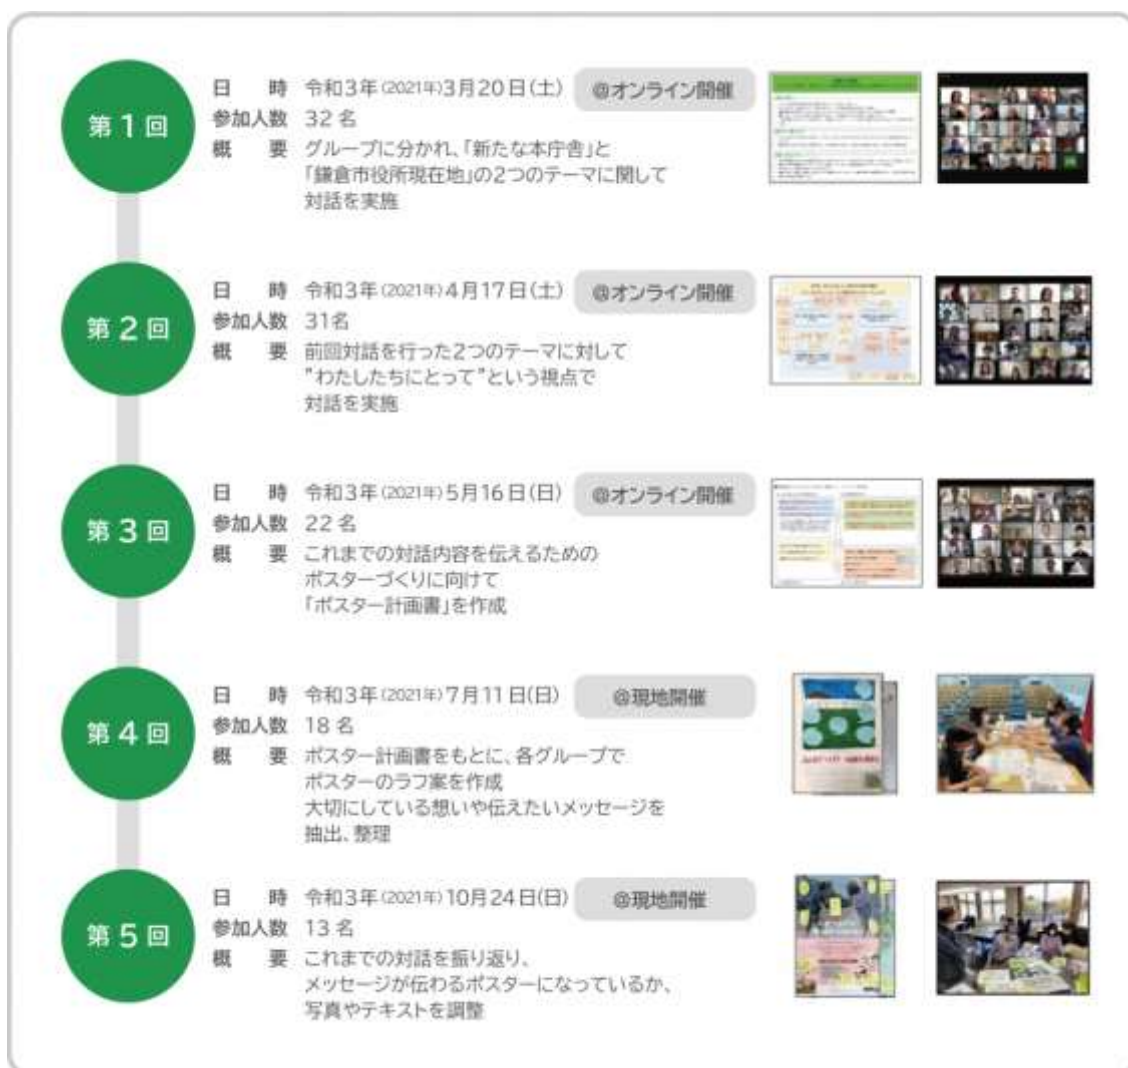 第1回
日　時 令和3年(2021年)3月20日(土) @オンライン開催
参加人数 32名
概　要 グループに分かれ、「新たな本庁舎」と
「鎌倉市役所現在地」の2つのテーマに関して
対話を実施
第2回
日　時 令和3年(2021年)4月17日(土) @オンライン開催
参加人数 31名
概　要 前回対話を行った2つのテーマに対して
"わたしたちにとって"という視点で
対話を実施
第3回
日　時 令和3年(2021年)5月16日(日) @オンライン開催
参加人数 22名
概　要 これまでの対話内容を伝えるための
ポスターづくりに向けて
「ポスター計画書」を作成
第4回
日　時 令和3年(2021年)7月11日(日) @現地開催
参加人数 18名
概　要 ポスター計画書をもとに、各グループで
ポスターのラフ案を作成
大切にしている想いや伝えたいメッセージを
抽出、整理
第5回
日　時 令和3年(2021年)10月24日(日) @現地開催
参加人数 13名
概　要 これまでの対話を振り返り、
メッセージが伝わるポスターになっているか、
写真やテキストを調整